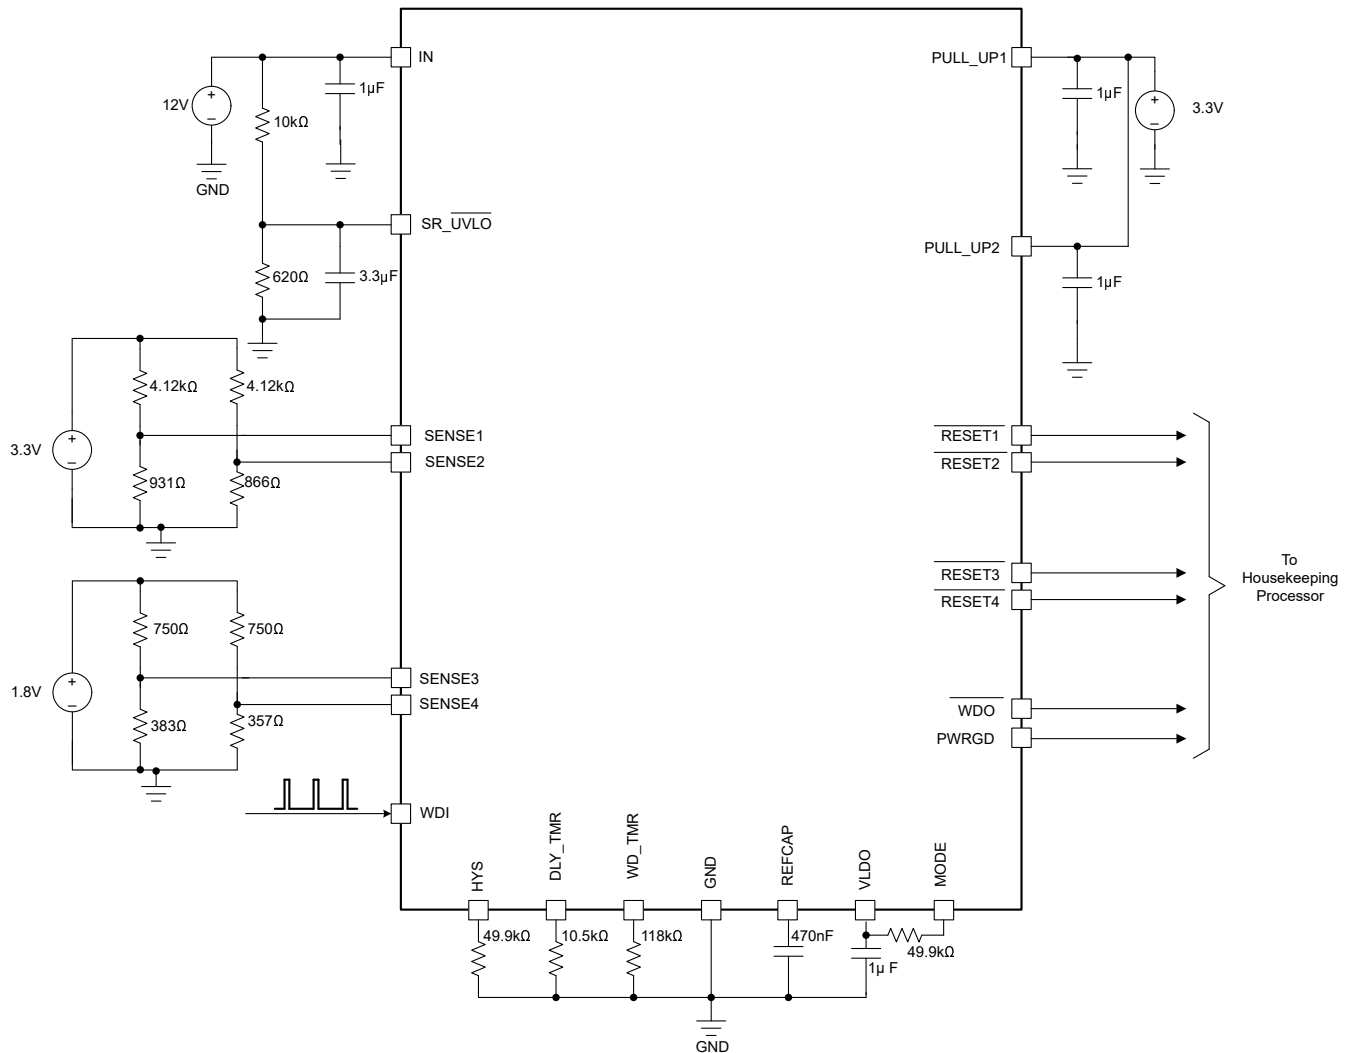 IN
PULL_UP1
12V
10kΩ
1µF
GND
1µF
3.3V
SR_UVLO
620Ω
3.3µF
PULL_UP2
1µF
3.3V
4.12kΩ
4.12kΩ
931Ω
866Ω
SENSE1
SENSE2
RESET1
RESET2
RESET3
RESET4
To
Housekeeping
Processor
1.8V
750Ω
750Ω
383Ω
357Ω
SENSE3
SENSE4
WDO
PWRGD
WDI
HYS
DLY_TMR
WD_TMR
GND
REFCAP
VLDO
MODE
49.9kΩ
10.5kΩ
118kΩ
470nF
1µ F
49.9kΩ
GND